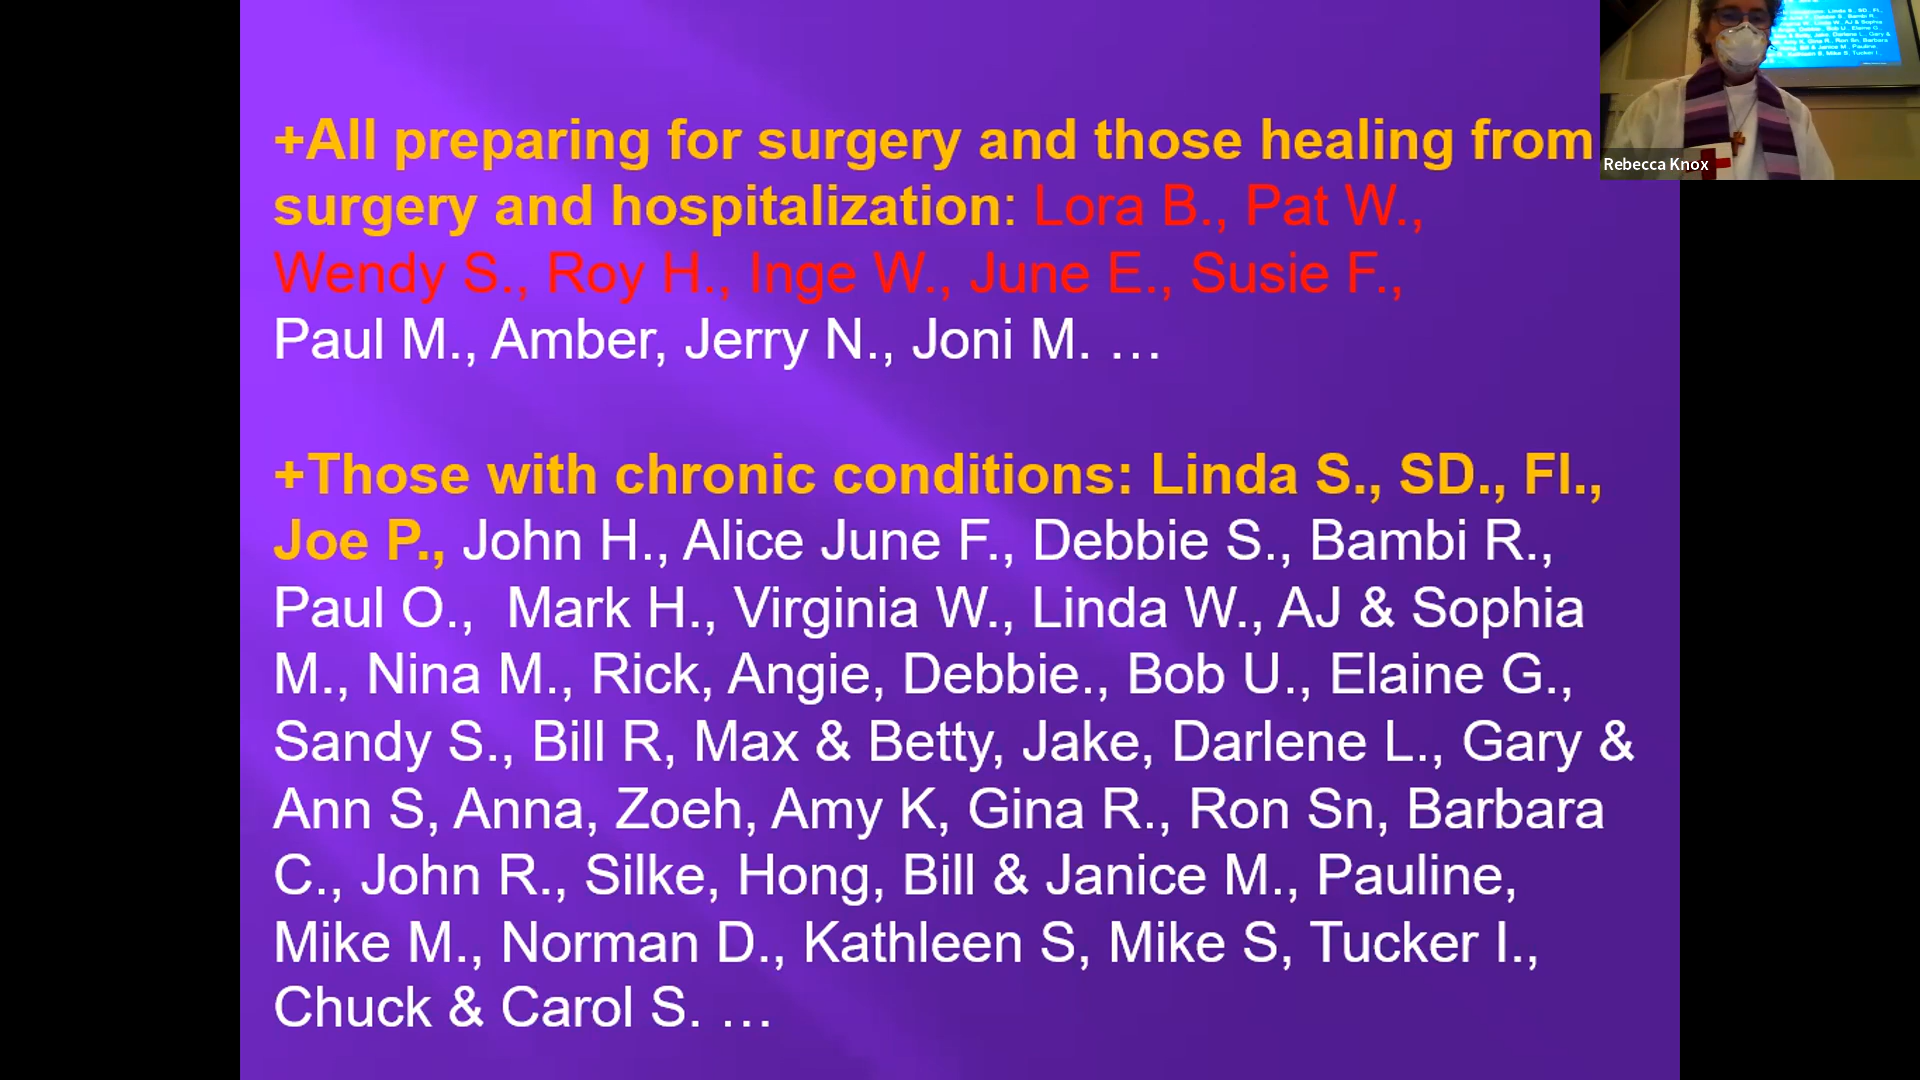 +All preparing for surgery and those healing from
surgery and hospitalization: Lora B., Pat W.,
Wendy S., Roy H., Inge W., June E., Susie F.,
Paul M., Amber, Jerry N., Joni M. …
+Those with chronic conditions: Linda S., SD., Fl.,
Joe P., John H., Alice June F., Debbie S., Bambi R.,
Paul O.,  Mark H., Virginia W., Linda W., AJ & Sophia
M., Nina M., Rick, Angie, Debbie., Bob U., Elaine G.,
Sandy S., Bill R, Max & Betty, Jake, Darlene L., Gary &
Ann S, Anna, Zoeh, Amy K, Gina R., Ron Sn, Barbara
C., John R., Silke, Hong, Bill & Janice M., Pauline,
Mike M., Norman D., Kathleen S, Mike S, Tucker I.,
Chuck & Carol S. …
Rebecca Knox